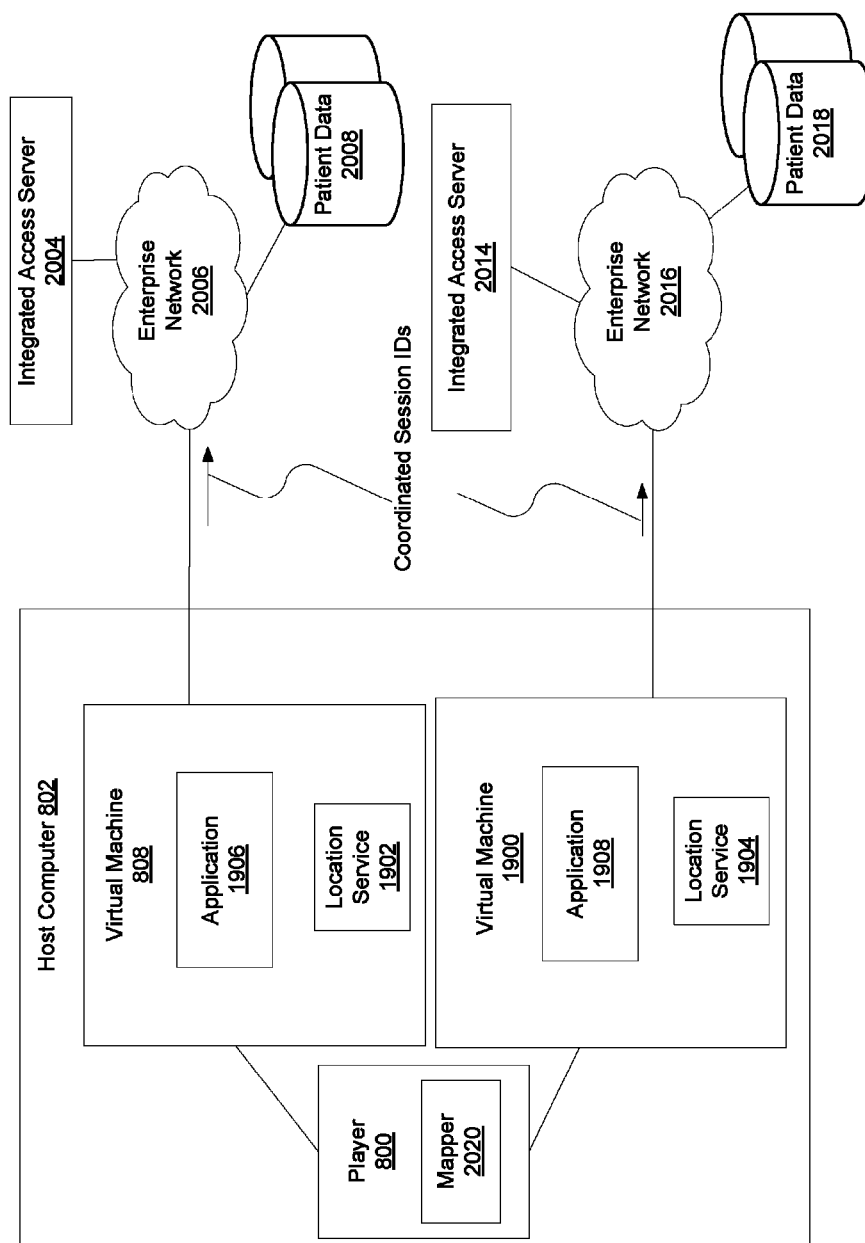 Host Computer 802
Virtual Machine
808
Application
1906
Location
Service
1902
Player
800
Mapper
2020
Virtual Machine
1900
Application
1908
Location
Service
1904
Coordinated Session IDs
Integrated Access Server
2004
Enterprise
Network
2006
Patient Data
2008
Integrated Access Server
2014
Enterprise
Network
2016
Patient Data
2018